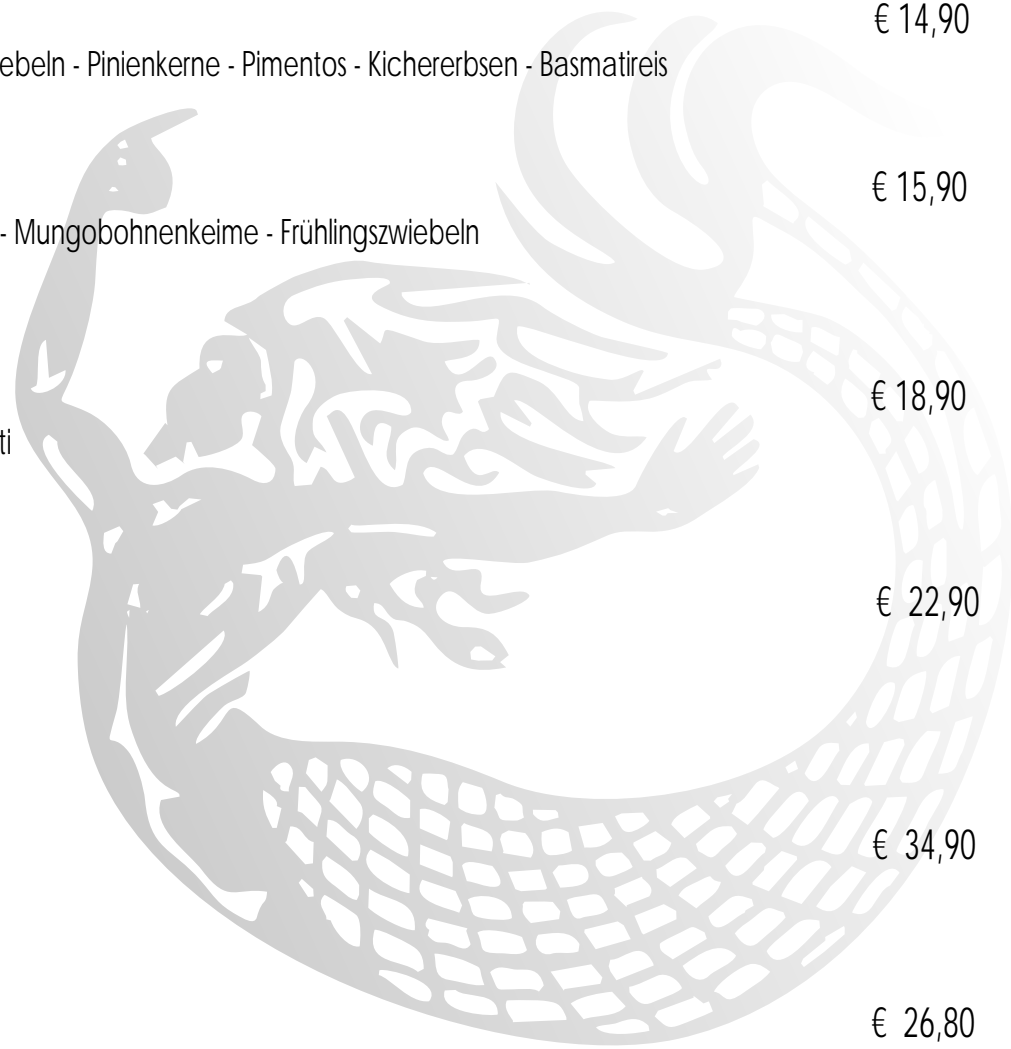 € 14,90
ebeln - Pinienkerne - Pimentos - Kichererbsen - Basmatireis
€ 15,90
- Mungobohnenkeime - Frühlingszwiebeln
€ 18,90
ti
€ 22,90
€ 34,90
€ 26,80